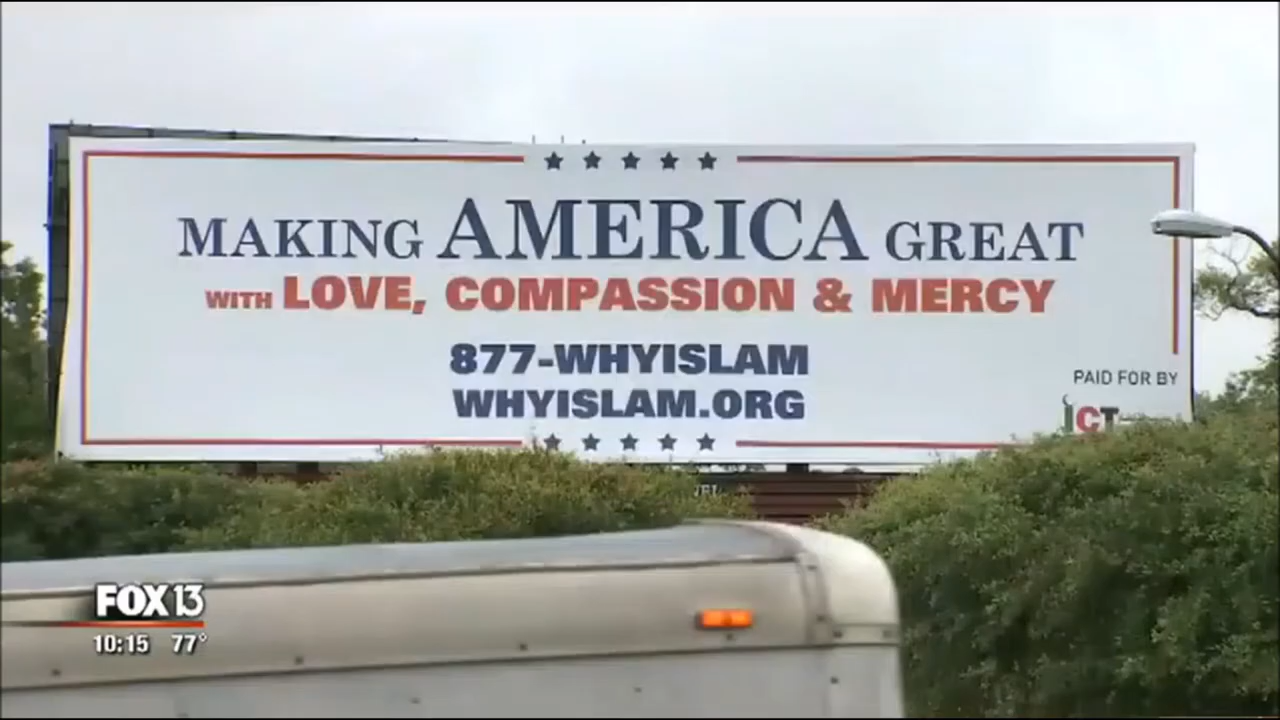 MAKING AMERICA GREAT
WITH LOVE, COMPASSION & MERCY
877-WHYISLAM
WHYISLAM.ORG
PAID FOR BY
ICT
FOX 13
10:15 77°